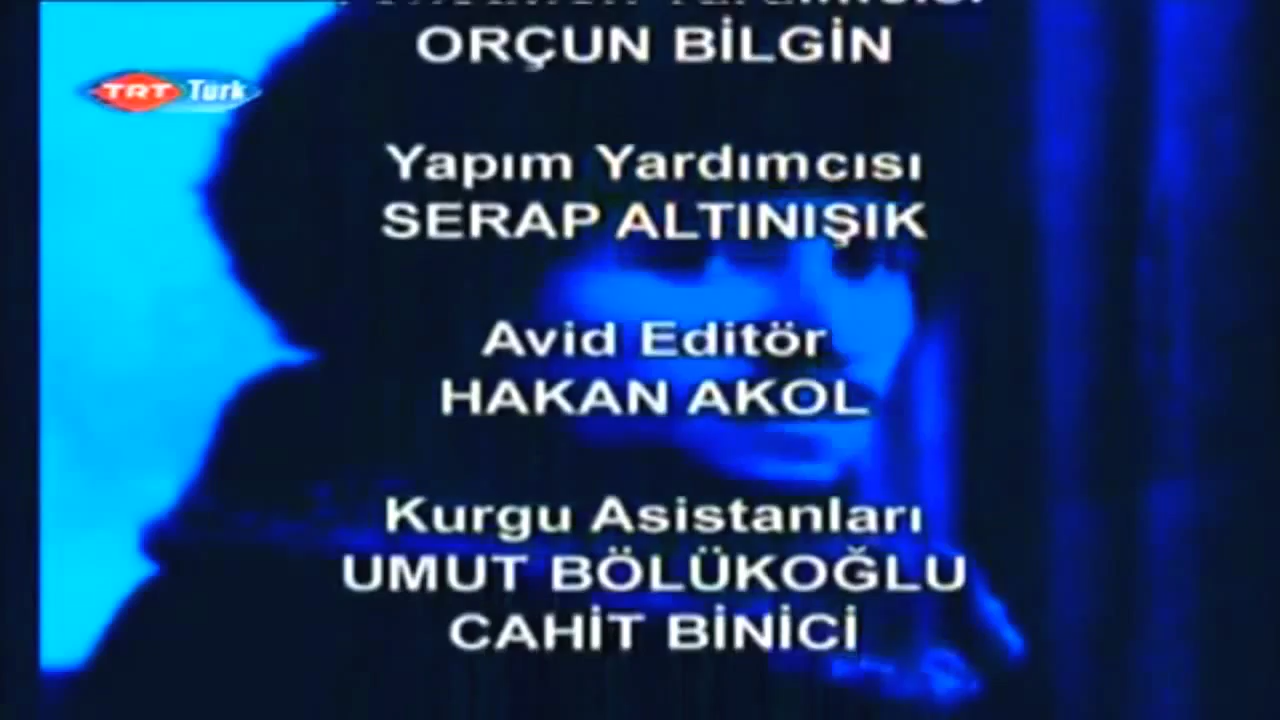 ORÇUN BİLGİN
TRT Türk
Yapım Yardımcısı
SERAP ALTINIŞIK
Avid Editör
HAKAN AKOL
Kurgu Asistanları
UMUT BÖLÜKOĞLU
CAHİT BİNİCİ